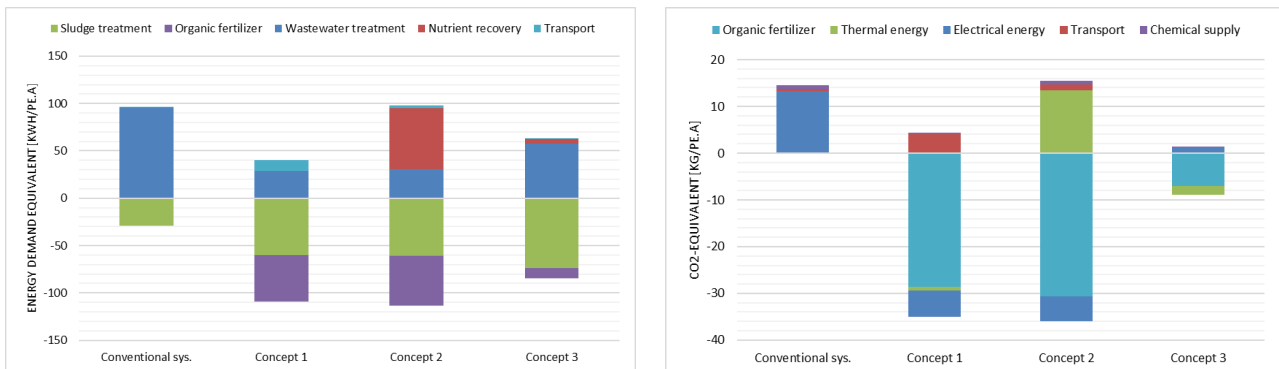 Sludge treatment Organic fertilizer Wastewater treatment Nutrient recovery Transport
150
100
50
0
-50
-100
-150
ENERGY DEMAND EQUIVALENT [KWH/PE.A]
Conventional sys. Concept 1 Concept 2 Concept 3
Organic fertilizer Thermal energy Electrical energy Transport Chemical supply
20
10
0
-10
-20
-30
-40
CO2-EQUIVALENT [KG/PE.A]
Conventional sys. Concept 1 Concept 2 Concept 3